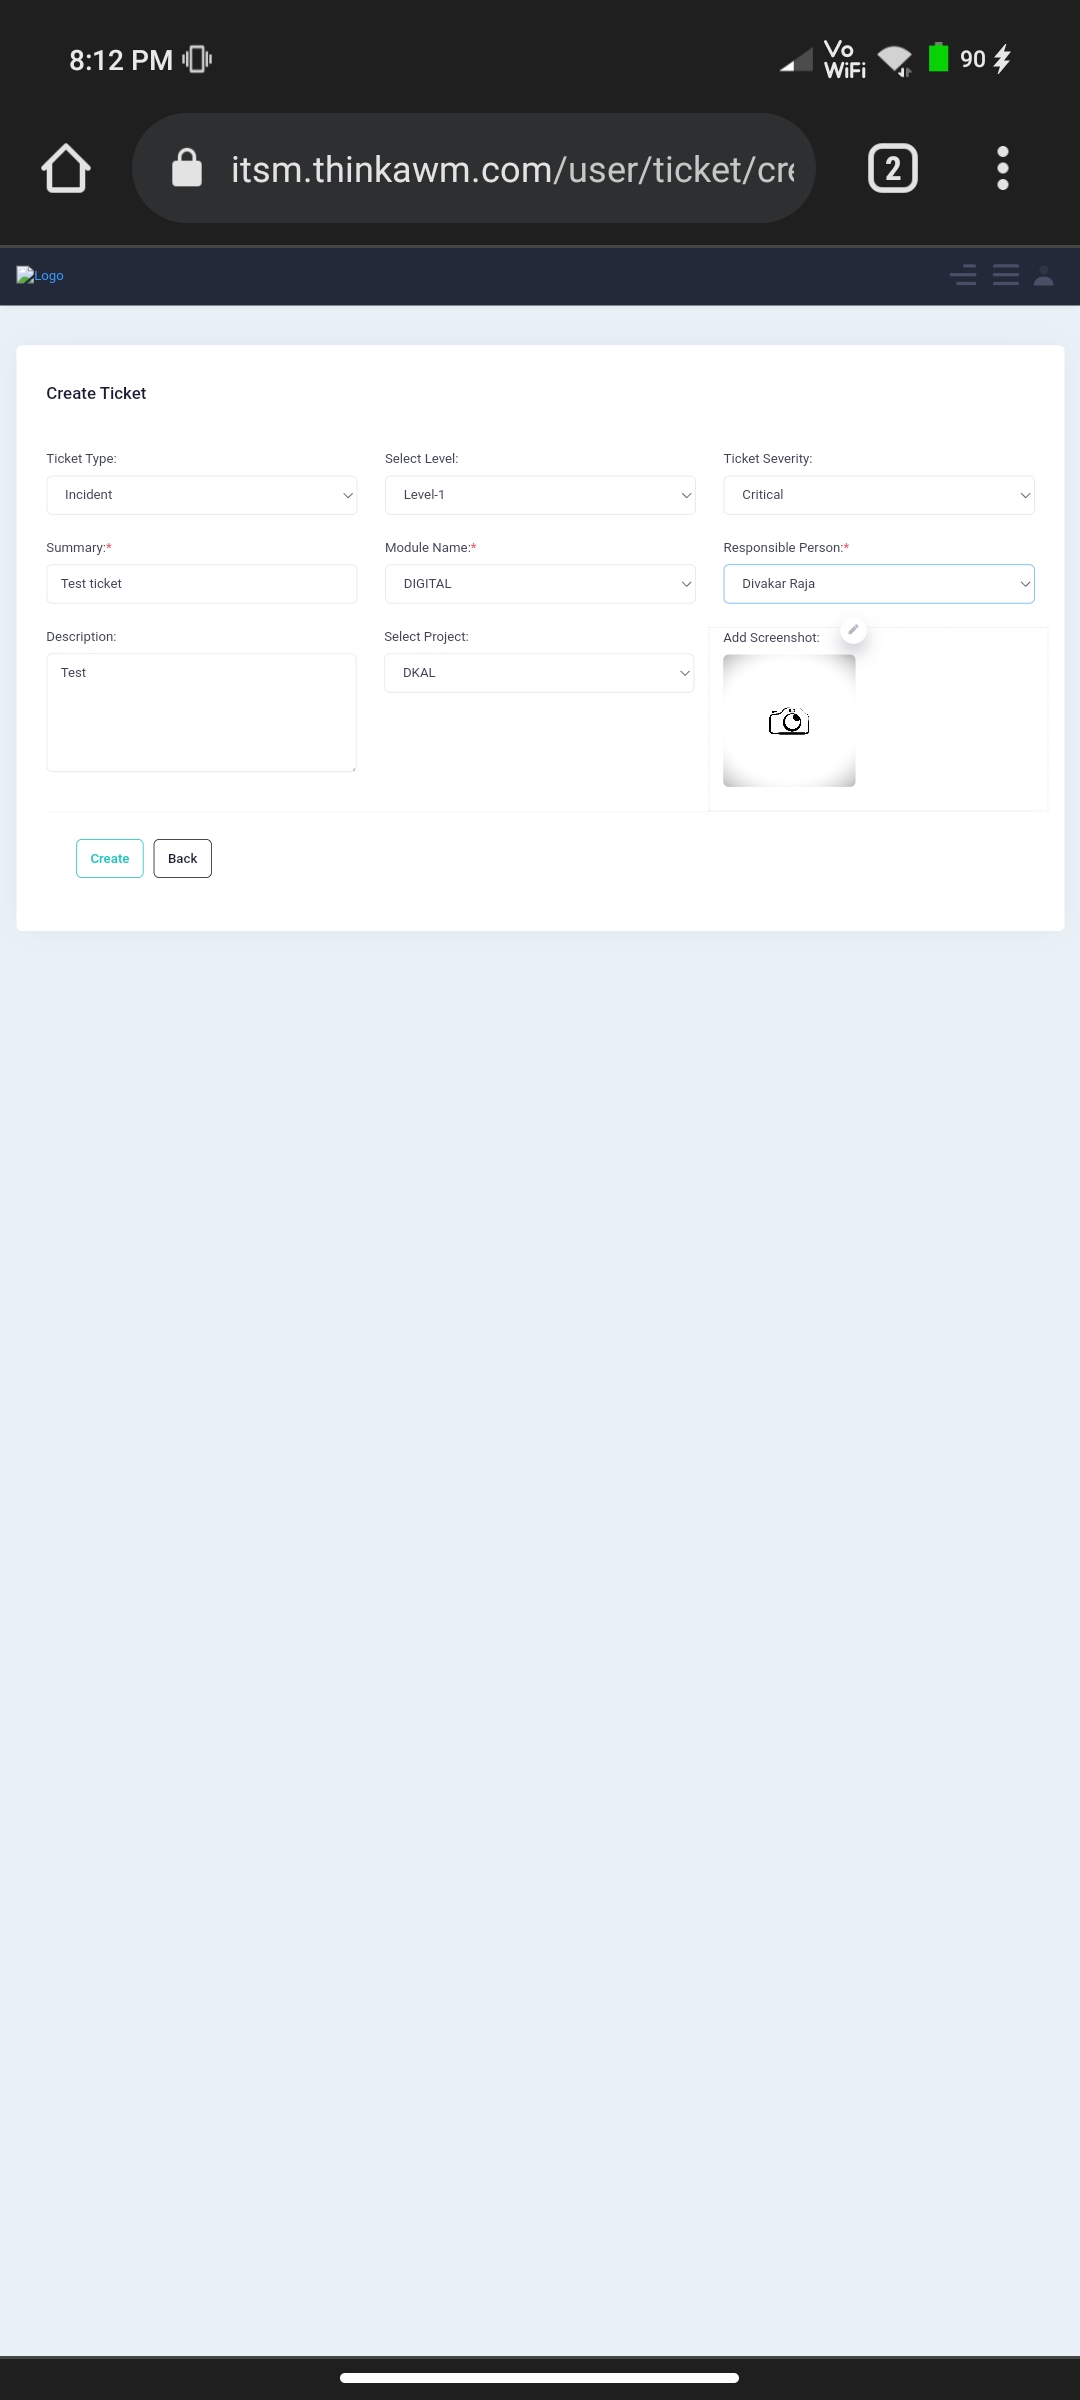 8:12 PM
Vo WiFi
90
itsm.thinkawm.com/user/ticket/cre
2
Logo
Create Ticket
Ticket Type: Select Level: Ticket Severity:
Incident Level-1 Critical
Summary:* Module Name:* Responsible Person:*
Test ticket DIGITAL Divakar Raja
Description: Select Project: Add Screenshot:
Test DKAL
Create Back